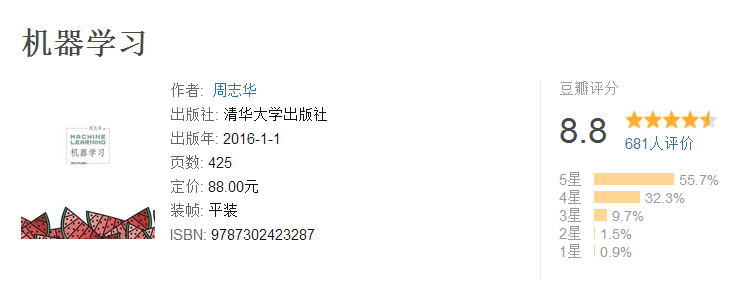 机器学习
周志华
MACHINE
LEARNING
机器学习
作者: 周志华
出版社: 清华大学出版社
出版年: 2016-1-1
页数: 425
定价: 88.00元
装帧: 平装
ISBN: 9787302423287
豆瓣评分
8.8
681人评价
5星 55.7%
4星 32.3%
3星 9.7%
2星 1.5%
1星 0.9%